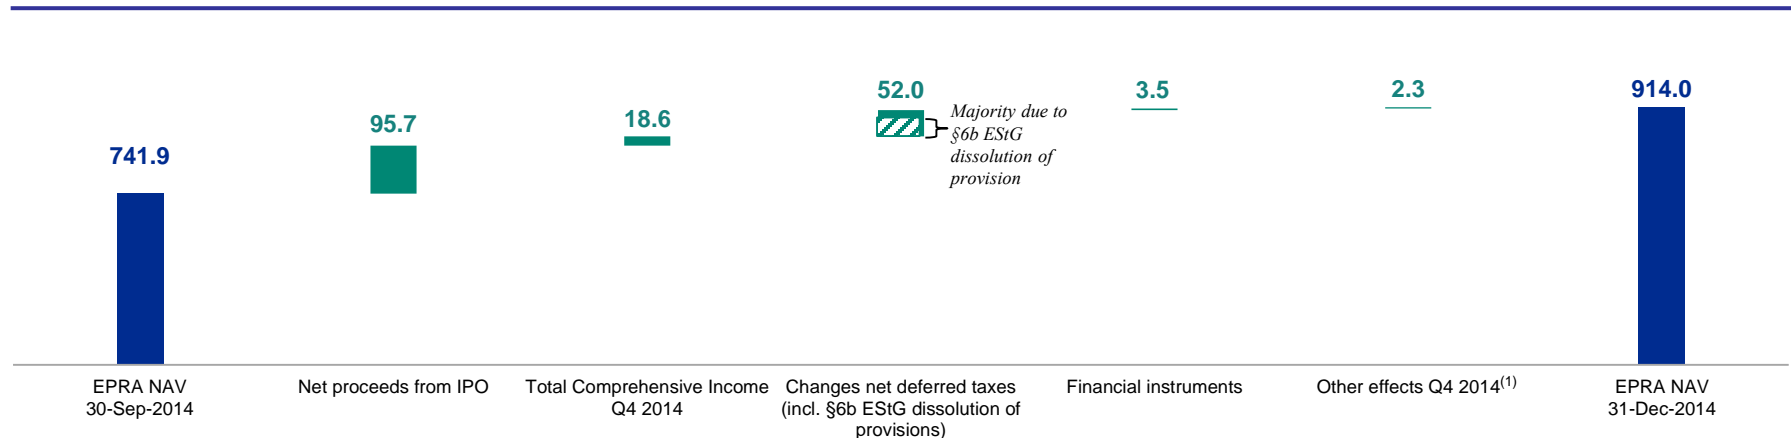 741.9
95.7
18.6
52.0
Majority due to
§6b EStG
dissolution of
provision
3.5
2.3
914.0
EPRA NAV
30-Sep-2014
Net proceeds from IPO
Total Comprehensive Income
Q4 2014
Changes net deferred taxes
(incl. §6b EStG dissolution of
provisions)
Financial instruments
Other effects Q4 2014(1)
EPRA NAV
31-Dec-2014